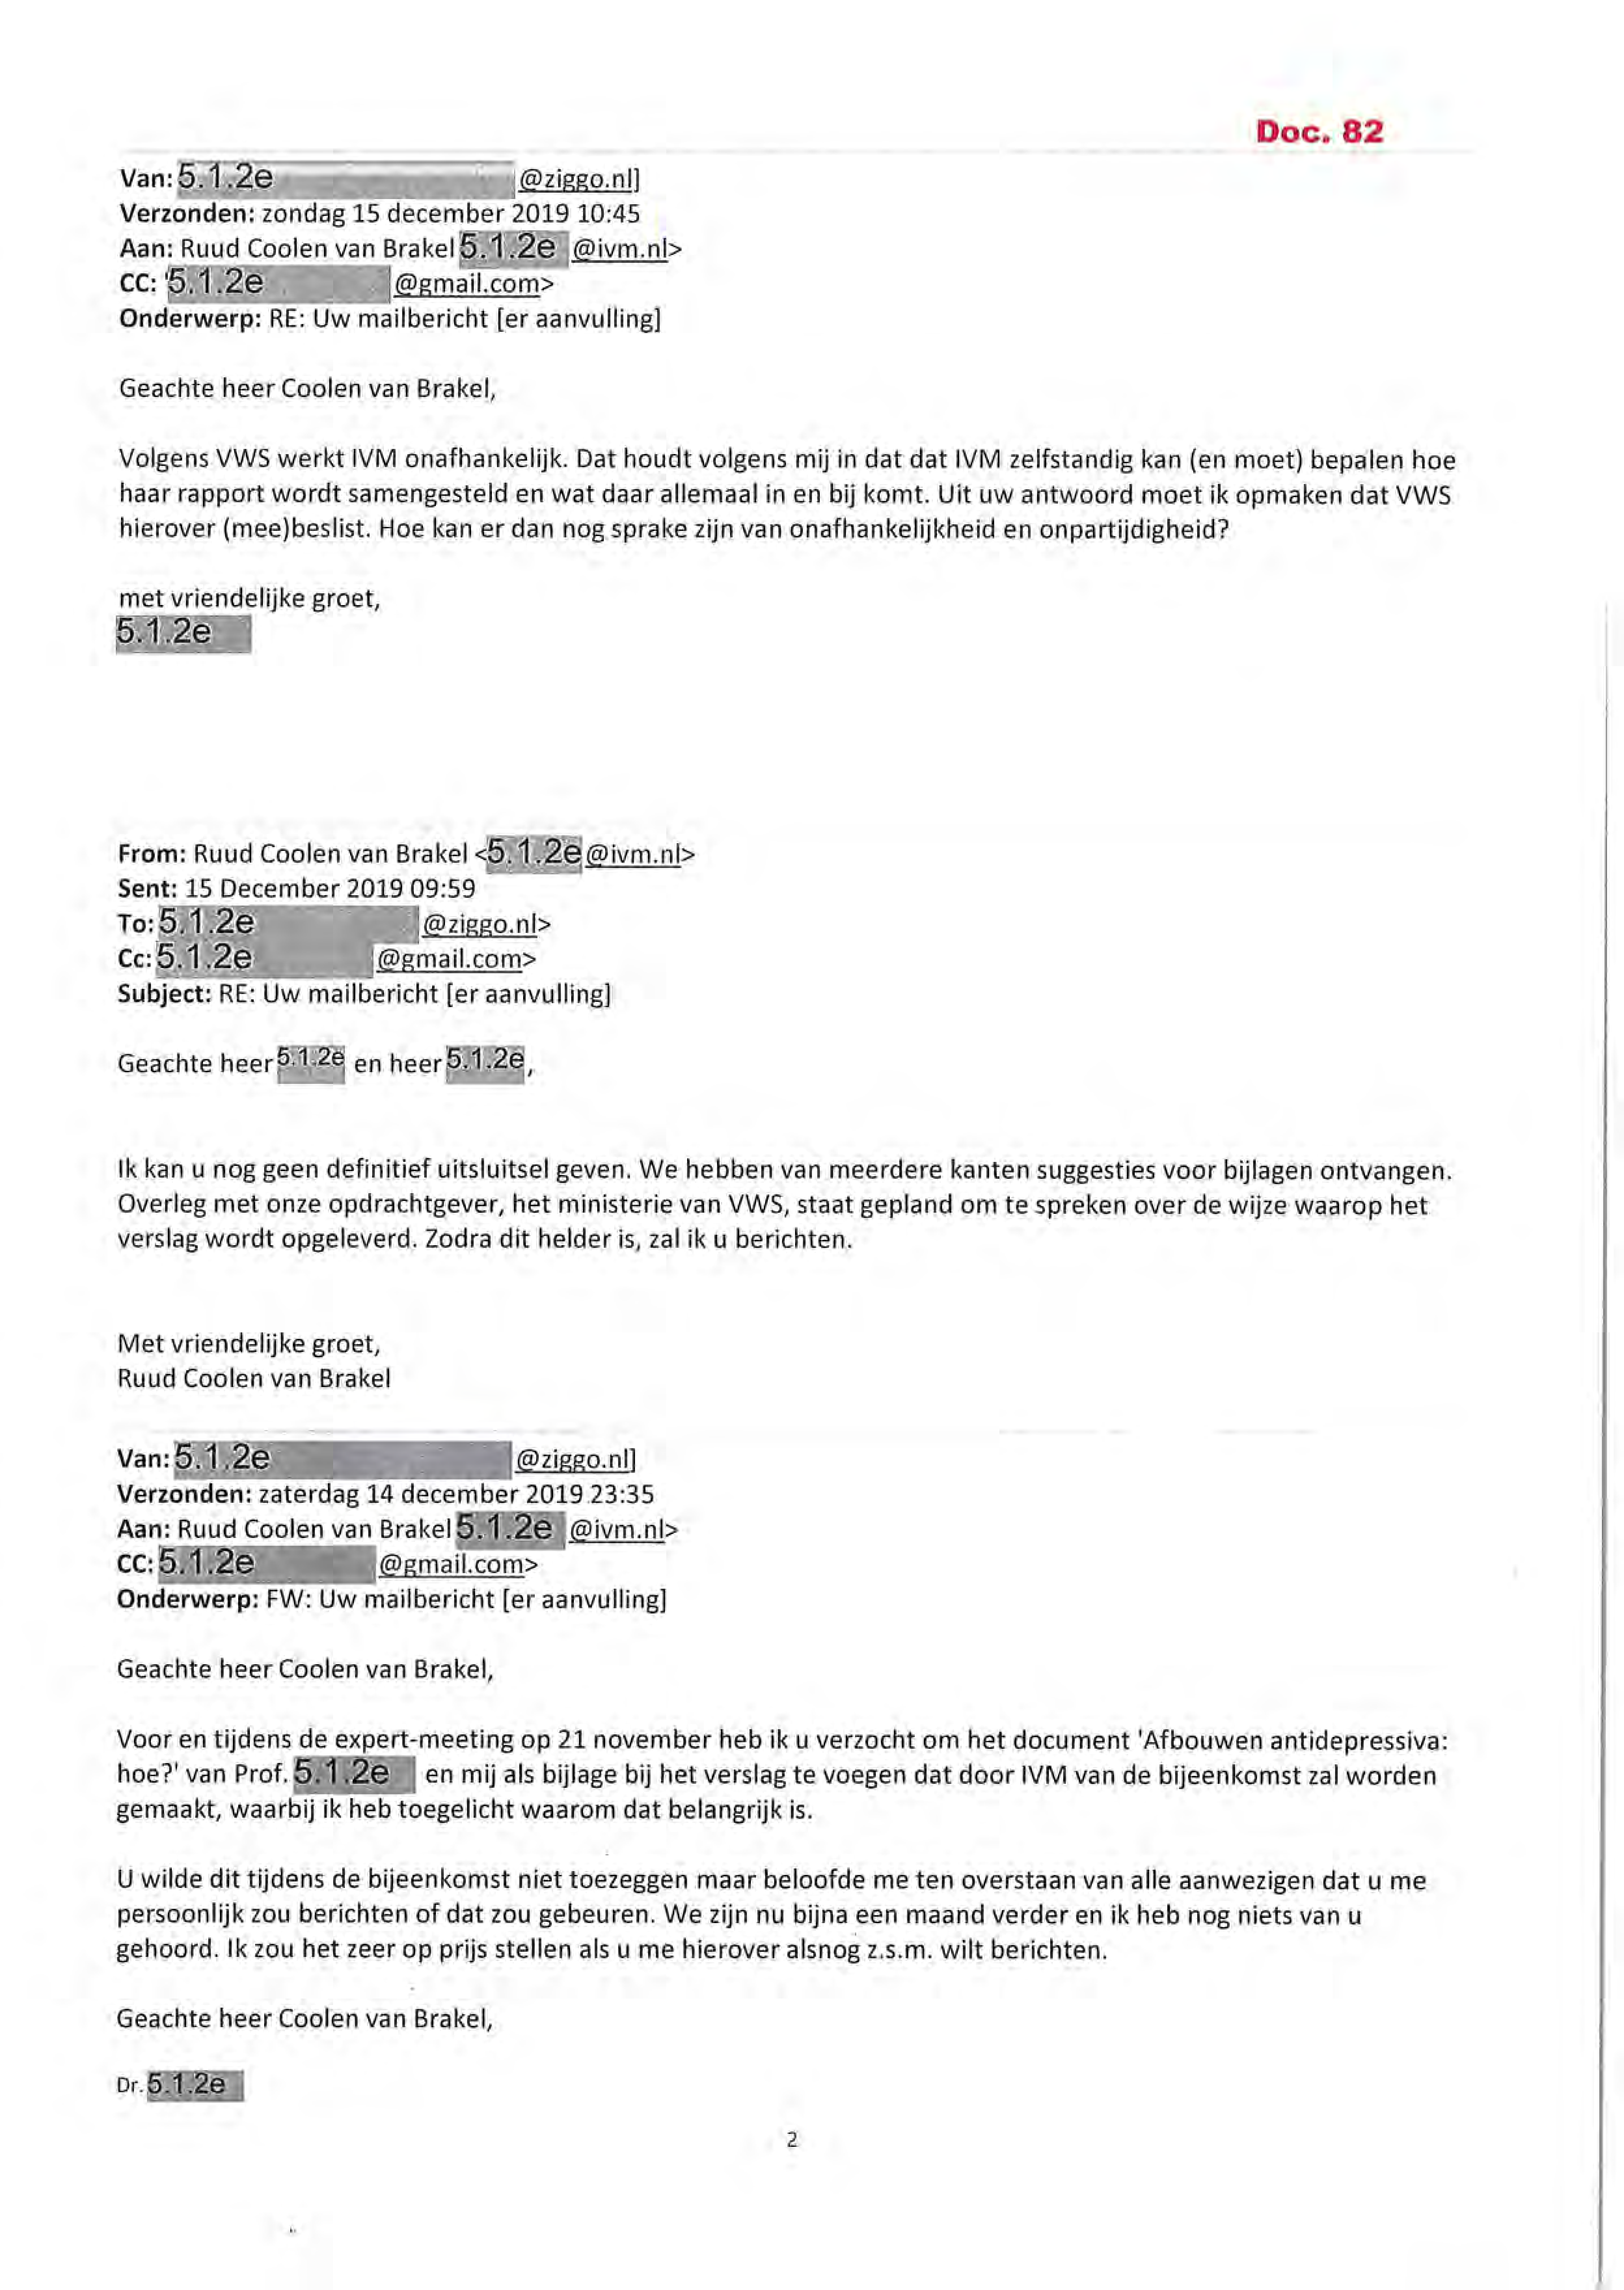 Doc. 82
Van: 5.1.2e @ziggo.nl]
Verzonden: zondag 15 december 2019 10:45
Aan: Ruud Coolen van Brakel 5.1.2e @ivm.nl>
CC: '5.1.2e @gmail.com>
Onderwerp: RE: Uw mailbericht [er aanvulling]
Geachte heer Coolen van Brakel,
Volgens VWS werkt IVM onafhankelijk. Dat houdt volgens mij in dat dat IVM zelfstandig kan (en moet) bepalen hoe
haar rapport wordt samengesteld en wat daar allemaal in en bij komt. Uit uw antwoord moet ik opmaken dat VWS
hierover (mee)beslist. Hoe kan er dan nog sprake zijn van onafhankelijkheid en onpartijdigheid?
met vriendelijke groet,
5.1.2e
From: Ruud Coolen van Brakel <5.1.2e@ivm.nl>
Sent: 15 December 2019 09:59
To: 5.1.2e @ziggo.nl>
Cc: 5.1.2e @gmail.com>
Subject: RE: Uw mailbericht [er aanvulling]
Geachte heer 5.1.2e en heer 5.1.2e,
Ik kan u nog geen definitief uitsluitsel geven. We hebben van meerdere kanten suggesties voor bijlagen ontvangen.
Overleg met onze opdrachtgever, het ministerie van VWS, staat gepland om te spreken over de wijze waarop het
verslag wordt opgeleverd. Zodra dit helder is, zal ik u berichten.
Met vriendelijke groet,
Ruud Coolen van Brakel
Van: 5.1.2e @ziggo.nl]
Verzonden: zaterdag 14 december 2019 23:35
Aan: Ruud Coolen van Brakel 5.1.2e @ivm.nl>
CC: 5.1.2e @gmail.com>
Onderwerp: FW: Uw mailbericht [er aanvulling]
Geachte heer Coolen van Brakel,
Voor en tijdens de expert-meeting op 21 november heb ik u verzocht om het document 'Afbouwen antidepressiva:
hoe?' van Prof. 5.1.2e en mij als bijlage bij het verslag te voegen dat door IVM van de bijeenkomst zal worden
gemaakt, waarbij ik heb toegelicht waarom dat belangrijk is.
U wilde dit tijdens de bijeenkomst niet toezeggen maar beloofde me ten overstaan van alle aanwezigen dat u me
persoonlijk zou berichten of dat zou gebeuren. We zijn nu bijna een maand verder en ik heb nog niets van u
gehoord. Ik zou het zeer op prijs stellen als u me hierover alsnog z.s.m. wilt berichten.
Geachte heer Coolen van Brakel,
Dr. 5.1.2e
2